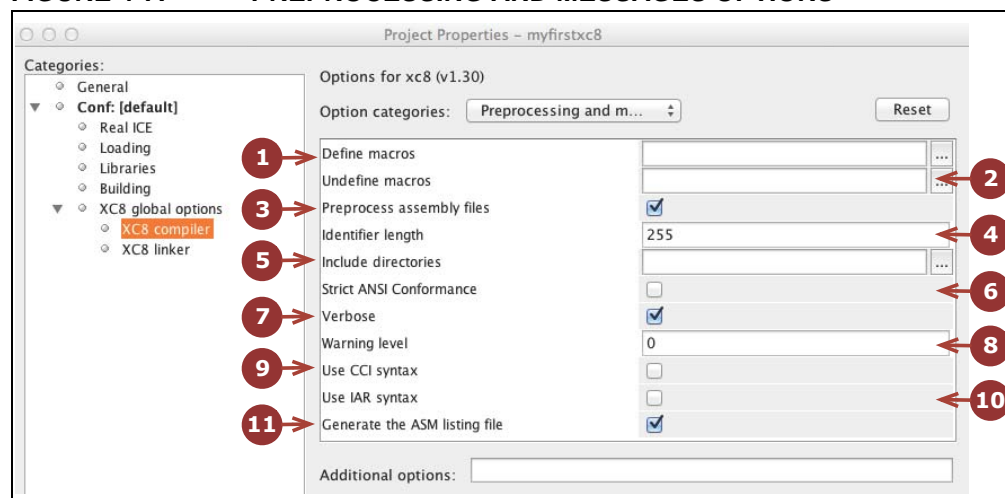 Project Properties – myfirstxc8
Categories:
General
Conf: [default]
Real ICE
Loading
Libraries
Building
XC8 global options
XC8 compiler
XC8 linker
Options for xc8 (v1.30)
Option categories: Preprocessing and m... Reset
1 Define macros ...
Undefine macros ... 2
3 Preprocess assembly files
Identifier length 255 4
5 Include directories ...
Strict ANSI Conformance 6
7 Verbose
Warning level 0 8
9 Use CCI syntax
Use IAR syntax 10
11 Generate the ASM listing file
Additional options: